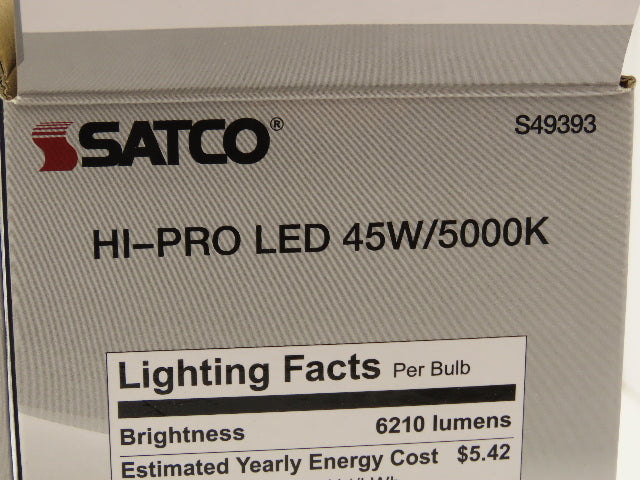 SATCO® S49393
HI-PRO LED 45W/5000K
Lighting Facts Per Bulb
Brightness 6210 lumens
Estimated Yearly Energy Cost $5.42